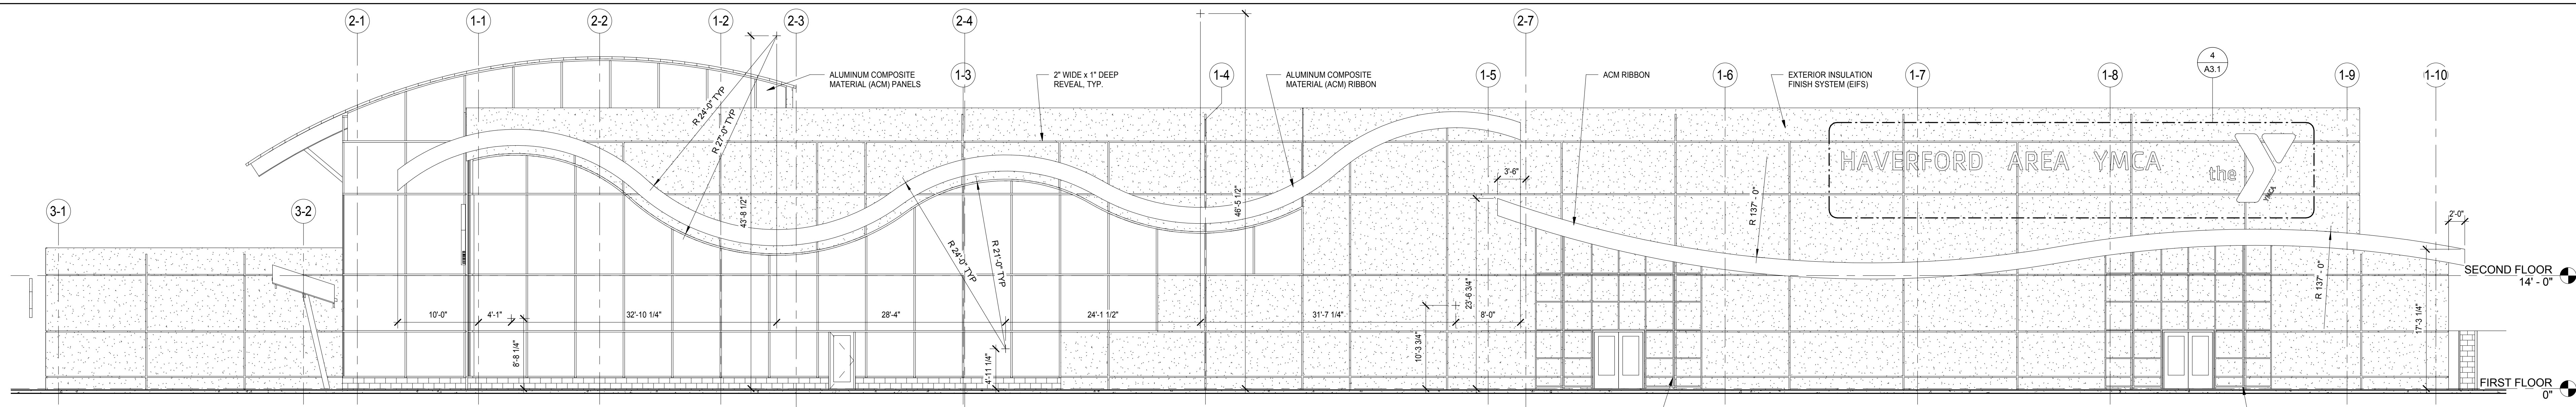 2-1
1-1
2-2
1-2
2-3
2-4
2-7
4
A3.1
1-3
1-4
1-5
1-6
1-7
1-8
1-9
1-10
ALUMINUM COMPOSITE
MATERIAL (ACM) PANELS
2" WIDE x 1" DEEP
REVEAL, TYP.
ALUMINUM COMPOSITE
MATERIAL (ACM) RIBBON
ACM RIBBON
EXTERIOR INSULATION
FINISH SYSTEM (EIFS)
R 24'-0" TYP
R 27'-0" TYP
HAVERFORD AREA YMCA
the
YMCA
3'-6"
R 137' - 0"
43'-8 1/2"
46'-5 1/2"
3-1
3-2
2'-0"
R 24'-0" TYP
R 21'-0" TYP
SECOND FLOOR
14' - 0"
23'-6 3/4"
R 137' - 0"
10'-0"
4'-1"
32'-10 1/4"
28'-4"
24'-1 1/2"
31'-7 1/4"
8'-0"
17'-3 1/4"
8'-8 1/4"
4'-11 1/4"
10'-3 3/4"
FIRST FLOOR
0"